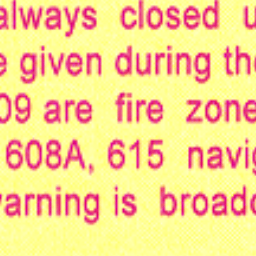 always closed u
e given during the
09 are fire zone
608A, 615 navig
warning is broadc